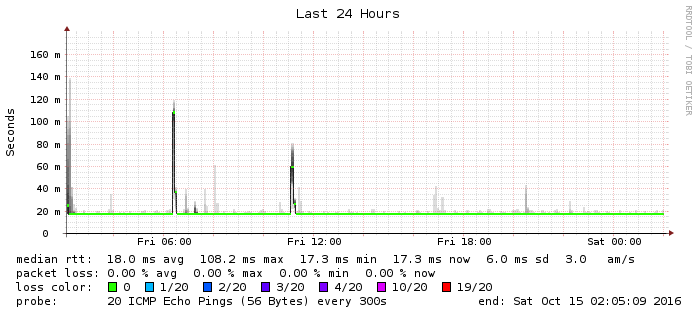 Last 24 Hours
RRDTOOL / TOBI OETIKER
Seconds
160 m
140 m
120 m
100 m
80 m
60 m
40 m
20 m
0
Fri 06:00 Fri 12:00 Fri 18:00 Sat 00:00
median rtt: 18.0 ms avg 108.2 ms max 17.3 ms min 17.3 ms now 6.0 ms sd 3.0 am/s
packet loss: 0.00 % avg 0.00 % max 0.00 % min 0.00 % now
loss color: 0 1/20 2/20 3/20 4/20 10/20 19/20
probe: 20 ICMP Echo Pings (56 Bytes) every 300s end: Sat Oct 15 02:05:09 2016